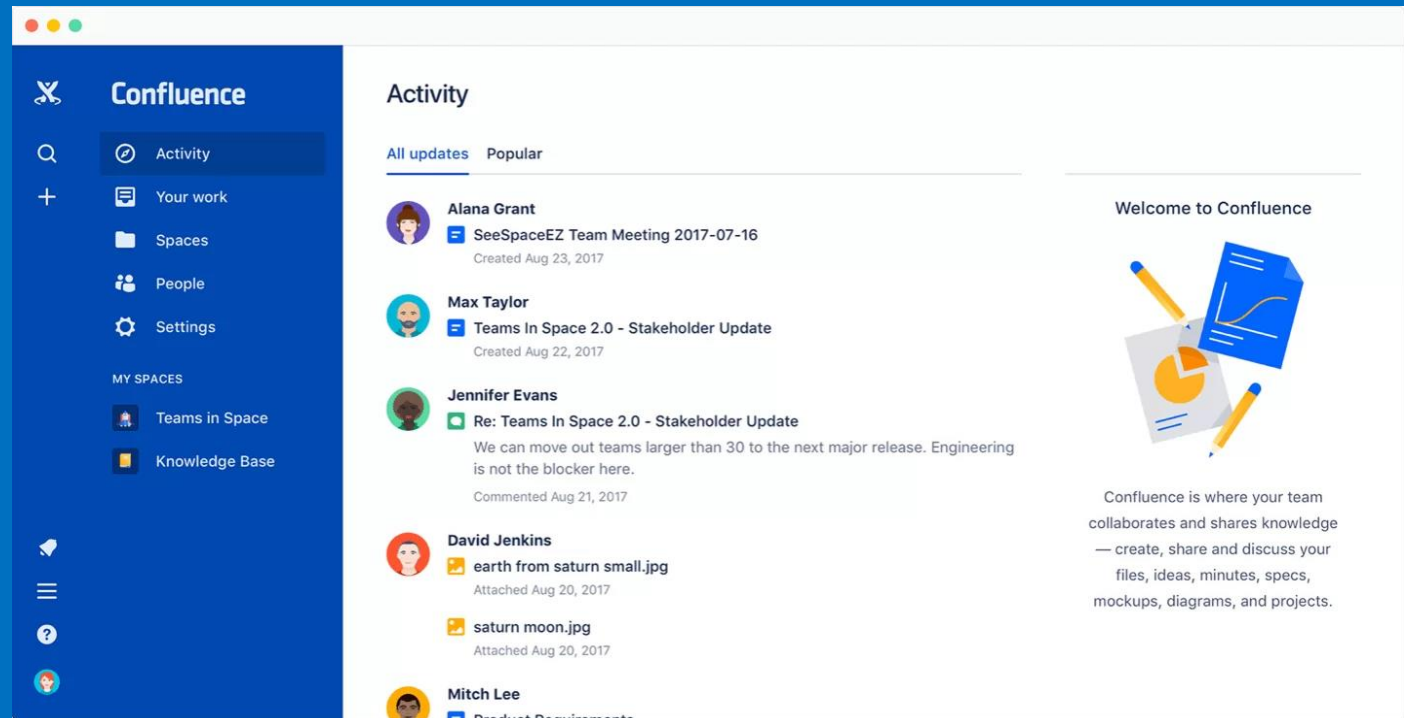 Confluence
Activity
Your work
Spaces
People
Settings
MY SPACES
Teams in Space
Knowledge Base
Activity
All updates Popular
Alana Grant
SeeSpaceEZ Team Meeting 2017-07-16
Created Aug 23, 2017
Max Taylor
Teams In Space 2.0 - Stakeholder Update
Created Aug 22, 2017
Jennifer Evans
Re: Teams In Space 2.0 - Stakeholder Update
We can move out teams larger than 30 to the next major release. Engineering
is not the blocker here.
Commented Aug 21, 2017
David Jenkins
earth from saturn small.jpg
Attached Aug 20, 2017
saturn moon.jpg
Attached Aug 20, 2017
Mitch Lee
Product Requirements
Welcome to Confluence
Confluence is where your team
collaborates and shares knowledge
— create, share and discuss your
files, ideas, minutes, specs,
mockups, diagrams, and projects.